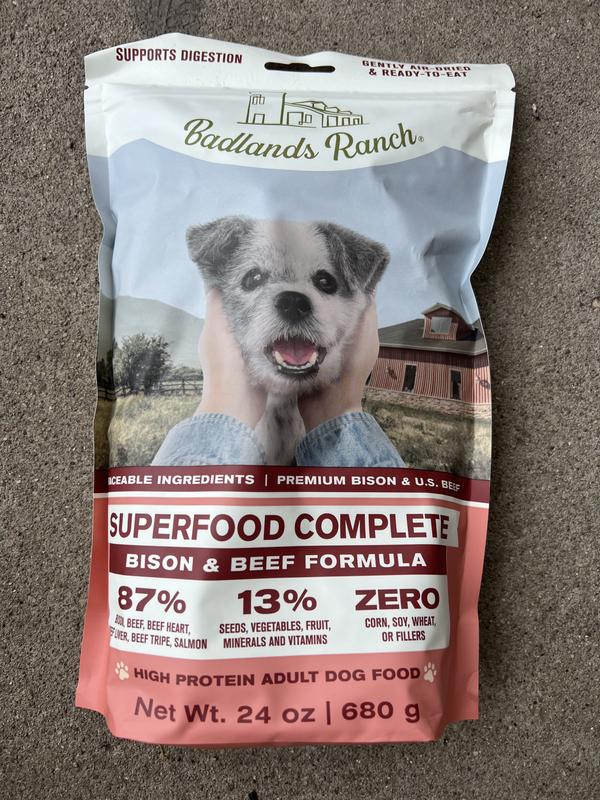 SUPPORTS DIGESTION
GENTLY AIR-DRIED
& READY-TO-EAT
Badlands Ranch®
INGREDIENTS | PREMIUM BISON & U.S. BEEF
SUPERFOOD COMPLETE
BISON & BEEF FORMULA
87%
BEEF, BEEF HEART,
LIVER, BEEF TRIPE, SALMON
13%
SEEDS, VEGETABLES, FRUIT,
MINERALS AND VITAMINS
ZERO
CORN, SOY, WHEAT,
OR FILLERS
HIGH PROTEIN ADULT DOG FOOD
Net Wt. 24 oz | 680 g